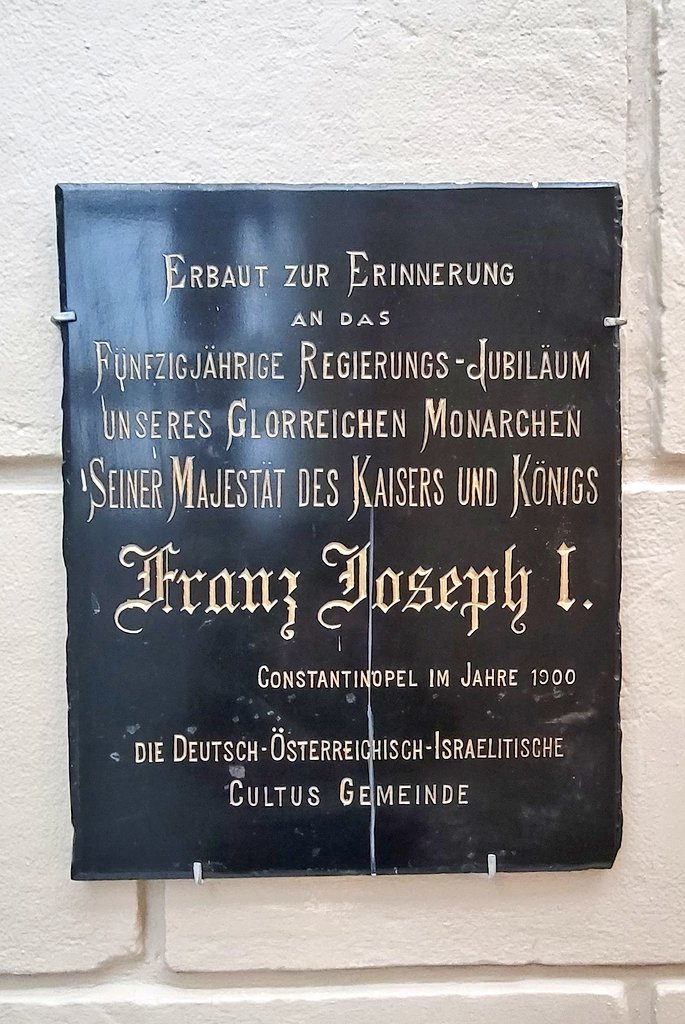 Erbaut zur Erinnerung
an das
Fünfzigjährige Regierungs-Jubiläum
unseres Glorreichen Monarchen
Seiner Majestät des Kaisers und Königs
Franz Joseph I.
Constantinopel im Jahre 1900
die Deutsch-Österreichisch-Israelitische
Cultus Gemeinde